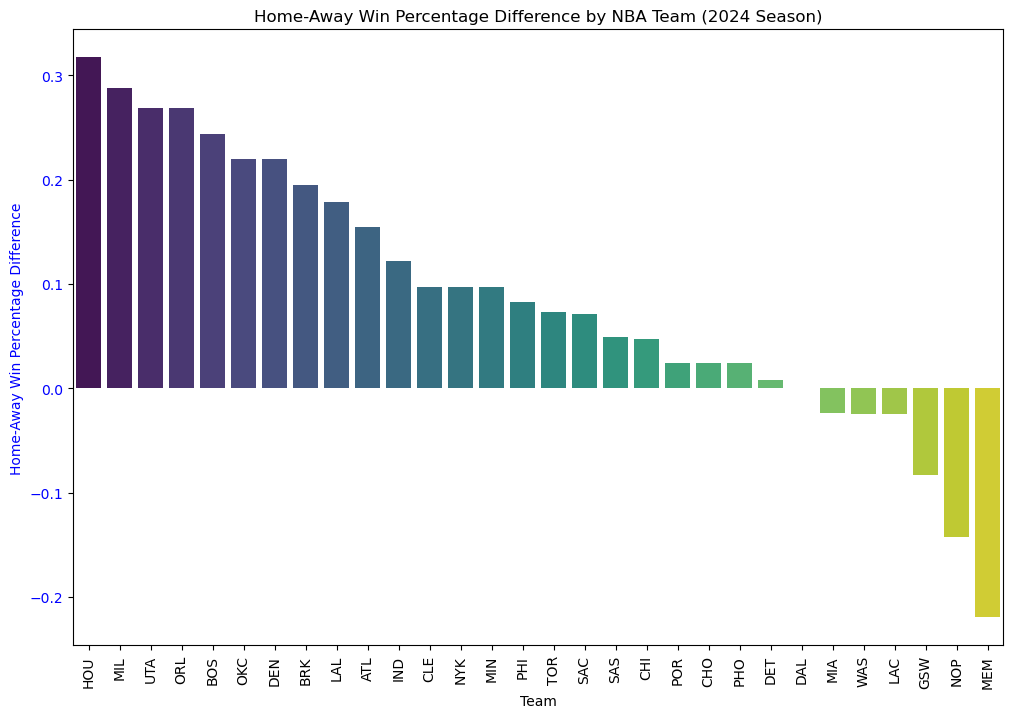 Home-Away Win Percentage Difference by NBA Team (2024 Season)
Home-Away Win Percentage Difference
0.3
0.2
0.1
0.0
−0.1
−0.2
HOU MIL UTA ORL BOS OKC DEN BRK LAL ATL IND CLE NYK MIN PHI TOR SAC SAS CHI POR CHO PHO DET DAL MIA WAS LAC GSW NOP MEM
Team